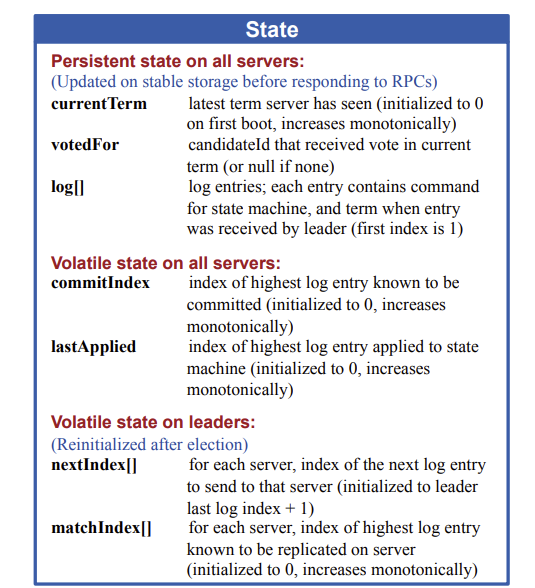 State
Persistent state on all servers:
(Updated on stable storage before responding to RPCs)
currentTerm latest term server has seen (initialized to 0
on first boot, increases monotonically)
votedFor candidateId that received vote in current
term (or null if none)
log[] log entries; each entry contains command
for state machine, and term when entry
was received by leader (first index is 1)
Volatile state on all servers:
commitIndex index of highest log entry known to be
committed (initialized to 0, increases
monotonically)
lastApplied index of highest log entry applied to state
machine (initialized to 0, increases
monotonically)
Volatile state on leaders:
(Reinitialized after election)
nextIndex[] for each server, index of the next log entry
to send to that server (initialized to leader
last log index + 1)
matchIndex[] for each server, index of highest log entry
known to be replicated on server
(initialized to 0, increases monotonically)